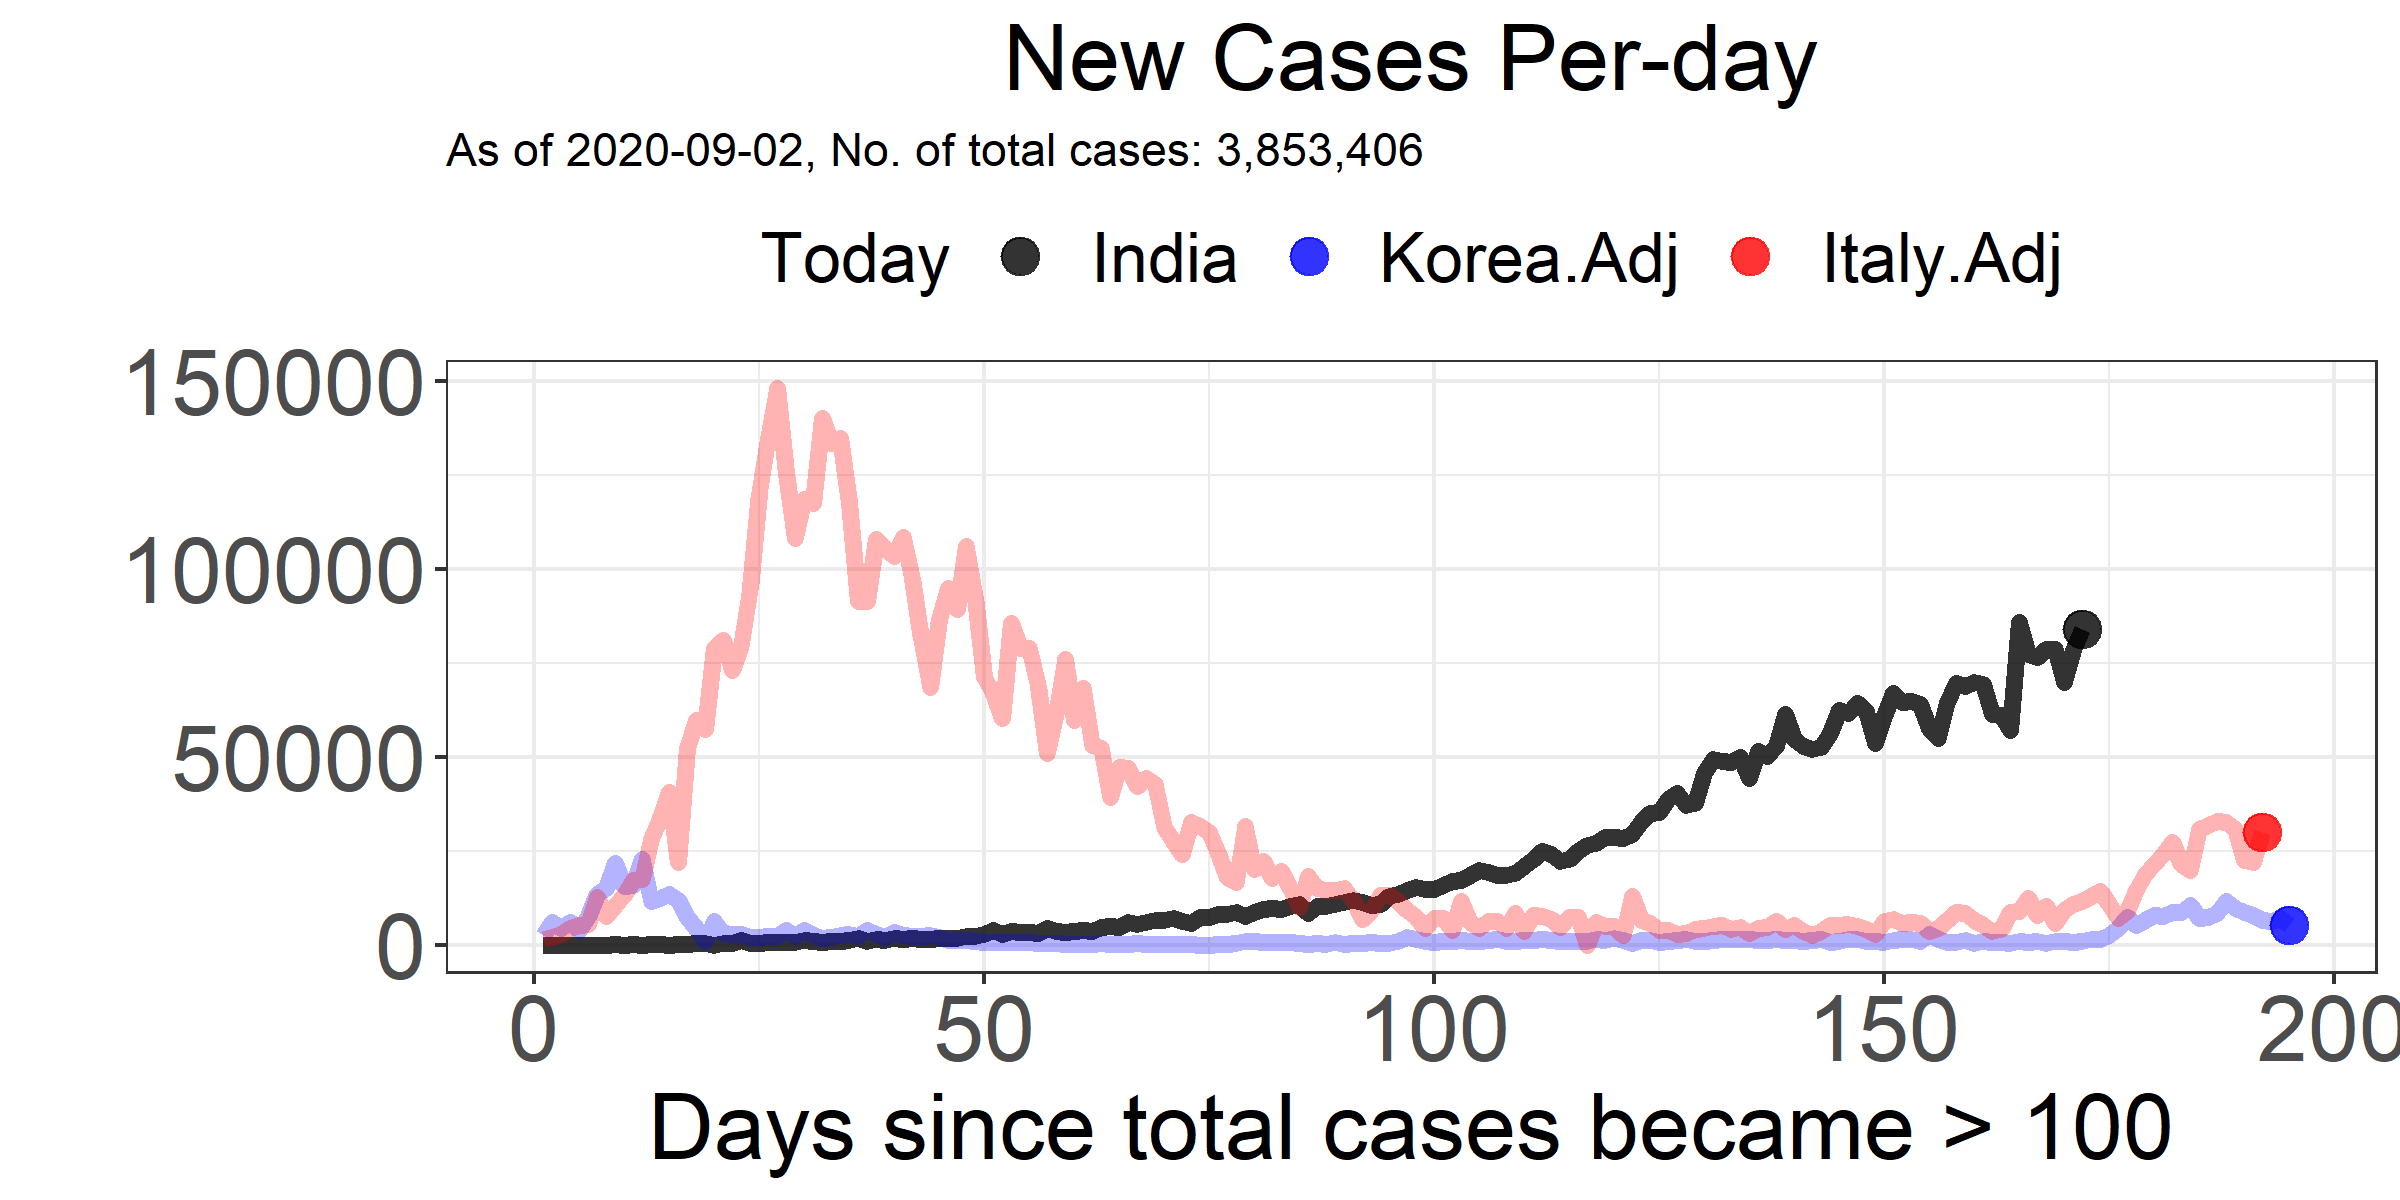 New Cases Per-day
As of 2020-09-02, No. of total cases: 3,853,406
Today India Korea.Adj Italy.Adj
150000
100000
50000
0
0 50 100 150 200
Days since total cases became > 100